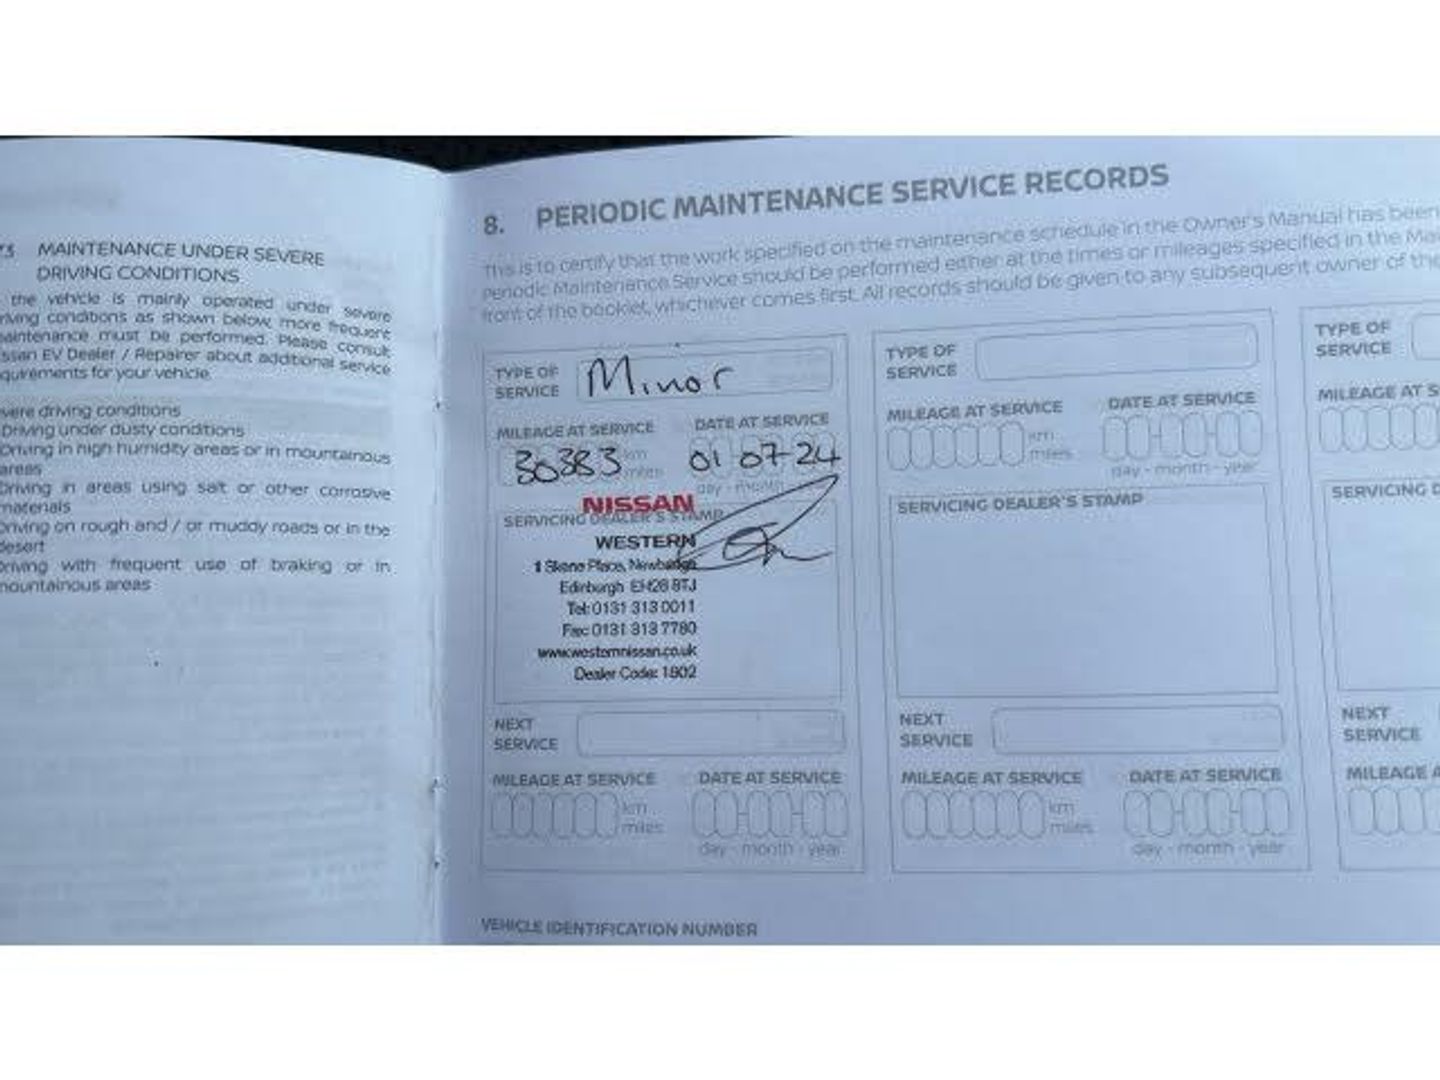 7.3 MAINTENANCE UNDER SEVERE
DRIVING CONDITIONS
the vehicle is mainly operated under severe
driving conditions as shown below, more frequent
maintenance must be performed. Please consult
Nissan EV Dealer / Repairer about additional service
requirements for your vehicle.
Severe driving conditions
Driving under dusty conditions
Driving in high humidity areas or in mountainous
areas
Driving in areas using salt or other corrosive
materials
Driving on rough and / or muddy roads or in the
desert
Driving with frequent use of braking or in
mountainous areas
8. PERIODIC MAINTENANCE SERVICE RECORDS
This is to certify that the work specified on the maintenance schedule in the Owner's Manual has been
Periodic Maintenance Service should be performed either at the times or mileages specified in the
front of the booklet, whichever comes first. All records should be given to any subsequent owner of the
TYPE OF
SERVICE Minor
MILEAGE AT SERVICE DATE AT SERVICE
30383 km
miles 01 07-24
day - month
NISSAN
SERVICING DEALER'S STAMP
WESTERN
1 Skene Place, Newbridge
Edinburgh EH28 8TJ
Tel: 0131 313 0011
Fax: 0131 313 7780
www.westernnissan.co.uk
Dealer Code: 1802
NEXT
SERVICE
MILEAGE AT SERVICE DATE AT SERVICE
km
miles
day - month - year
TYPE OF
SERVICE
MILEAGE AT SERVICE DATE AT SERVICE
km
miles
day - month - year
SERVICING DEALER'S STAMP
NEXT
SERVICE
MILEAGE AT SERVICE DATE AT SERVICE
km
miles
day - month - year
TYPE OF
SERVICE
MILEAGE AT S
SERVICING D
NEXT
SERVICE
MILEAGE A
VEHICLE IDENTIFICATION NUMBER